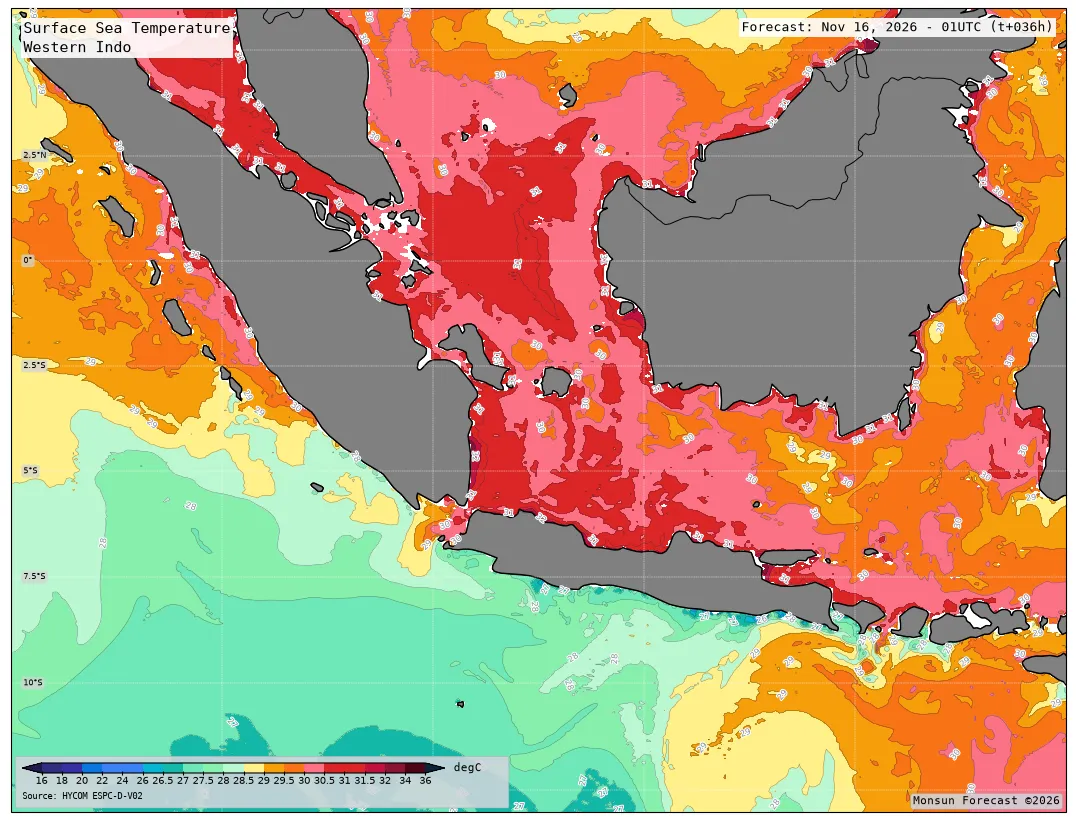 Surface Sea Temperature
Western Indo
Forecast: Nov 16, 2026 - 01UTC (t+036h)
2.5°N
0°
2.5°S
5°S
7.5°S
10°S
16 18 20 22 24 26 26.5 27 27.5 28 28.5 29 29.5 30 30.5 31 31.5 32 33 34 36 degC
Source: HYCOM ESPC-D-V02
Monsun Forecast ©2026